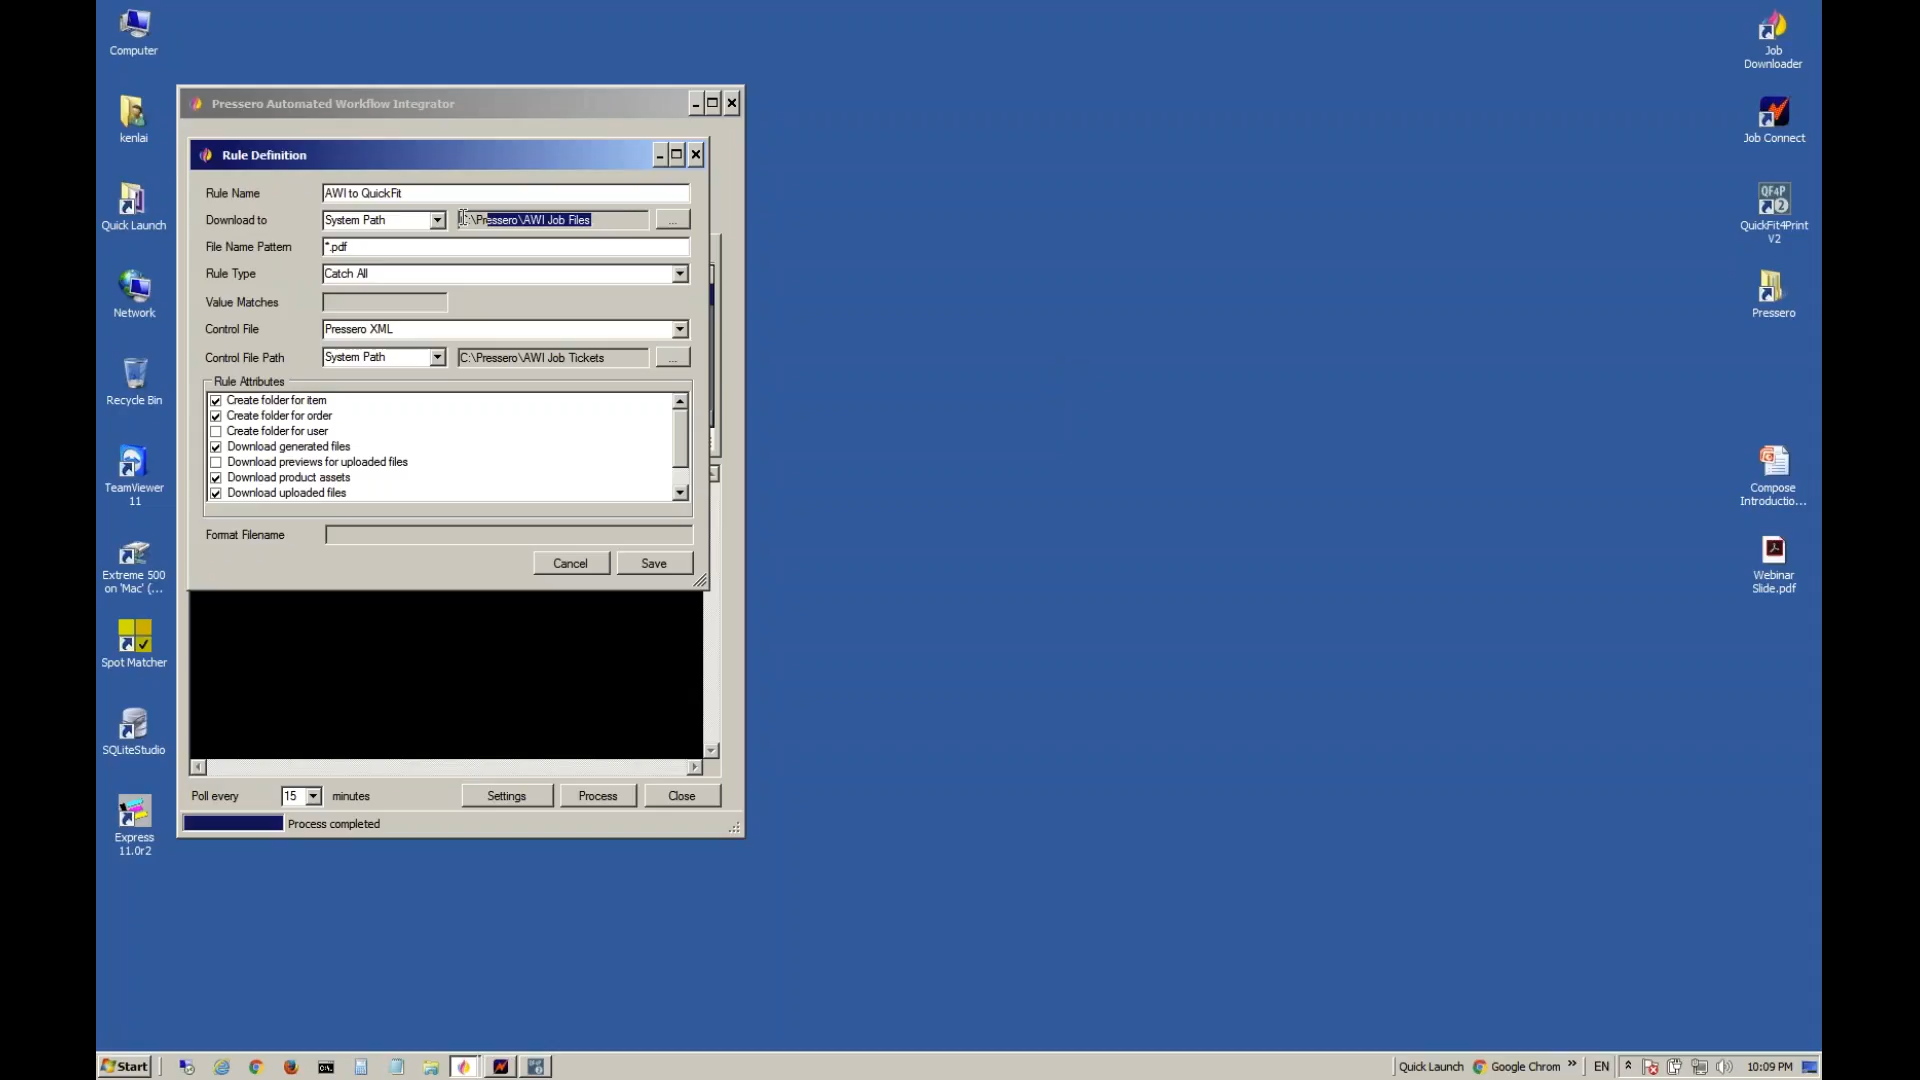 Computer
kenlai
Quick Launch
Network
Recycle Bin
TeamViewer
11
Extreme 500
on 'Mac' (...
Spot Matcher
SQLiteStudio
Express
11.0r2
Pressero Automated Workflow Integrator
Rule Definition
Rule Name AWI to QuickFit
Download to System Path :\Pressero\AWI Job Files ...
File Name Pattern *.pdf
Rule Type Catch All
Value Matches
Control File Pressero XML
Control File Path System Path C:\Pressero\AWI Job Tickets ...
Rule Attributes
Create folder for item
Create folder for order
Create folder for user
Download generated files
Download previews for uploaded files
Download product assets
Download uploaded files
Format Filename
Cancel Save
Poll every 15 minutes Settings Process Close
Process completed
Job
Downloader
Job Connect
QF4P
2
QuickFit4Print
V2
Pressero
Compose
Introductio...
Webinar
Slide.pdf
Start
Quick Launch Google Chrom » EN 10:09 PM